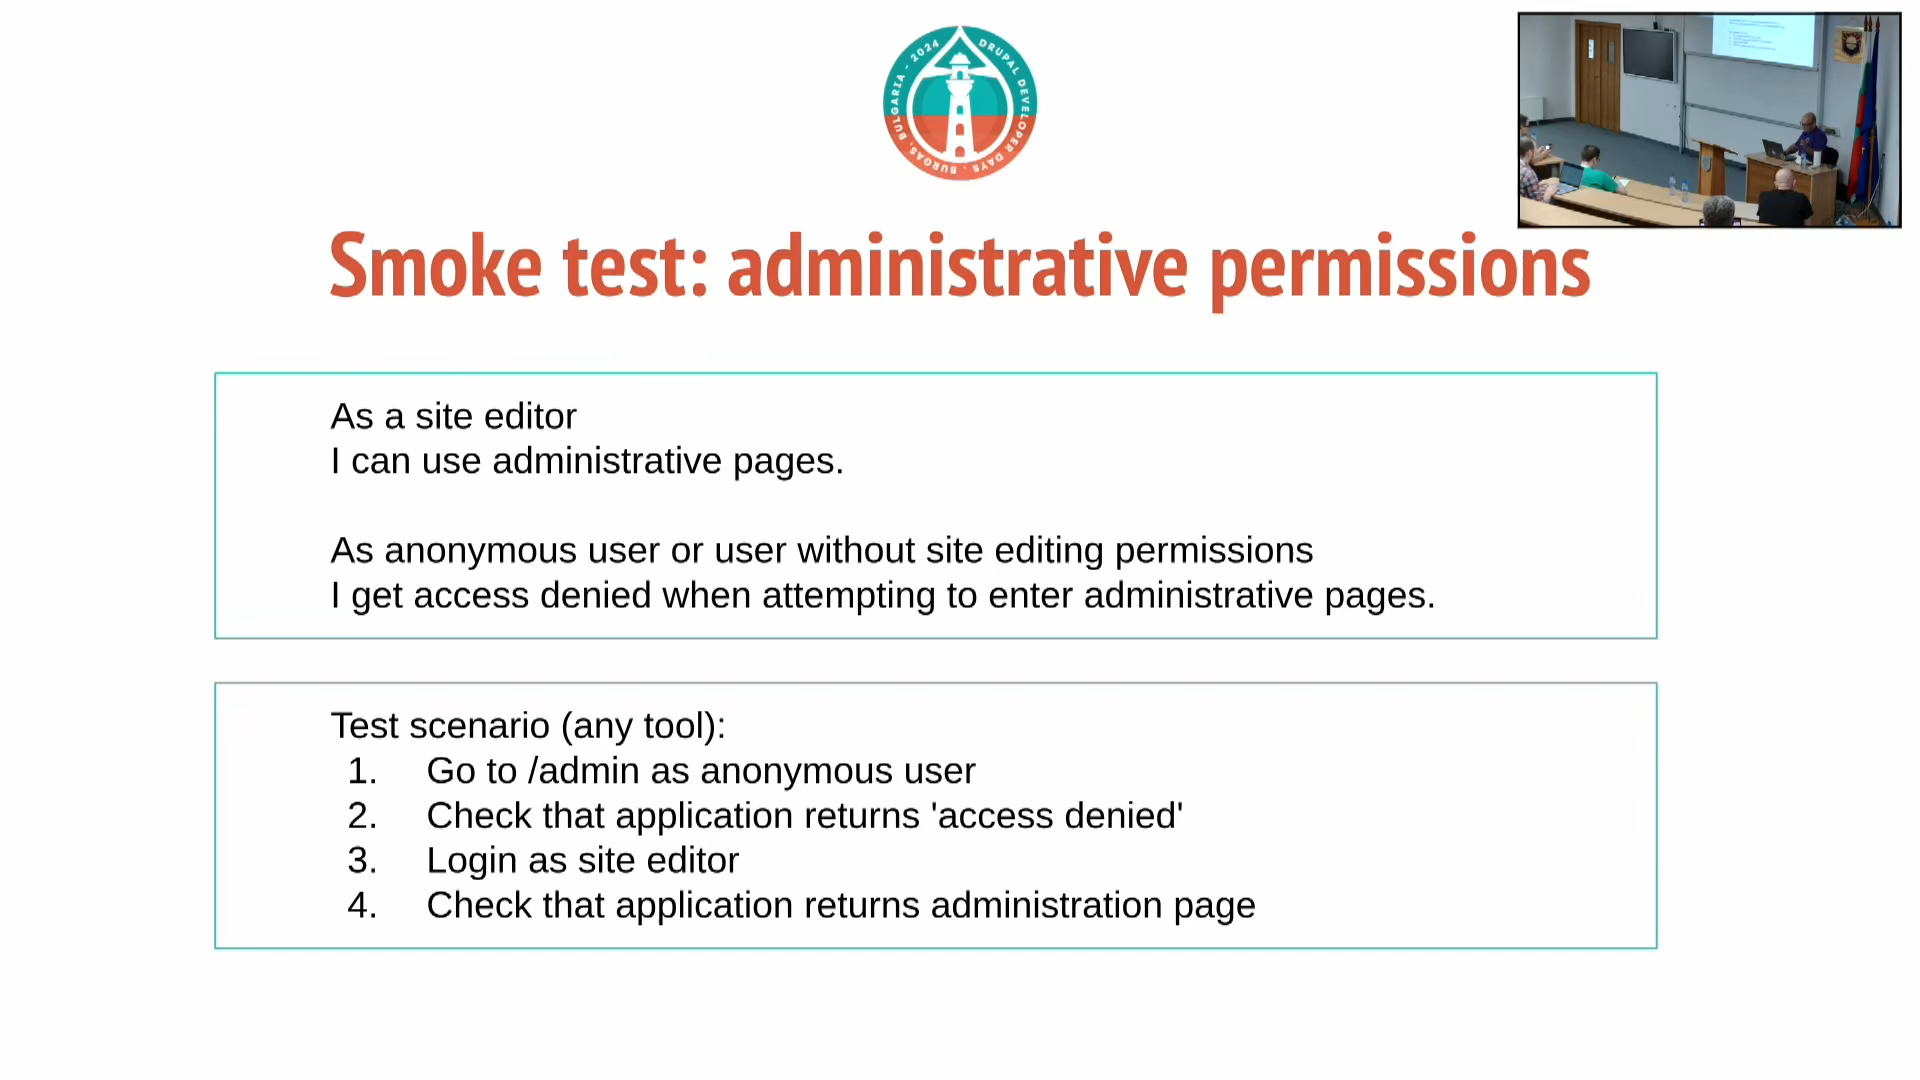 BURGAS, BULGARIA - 2024 DRUPAL DEVELOPER DAYS
Smoke test: administrative permissions
As a site editor
I can use administrative pages.
As anonymous user or user without site editing permissions
I get access denied when attempting to enter administrative pages.
Test scenario (any tool):
1. Go to /admin as anonymous user
2. Check that application returns 'access denied'
3. Login as site editor
4. Check that application returns administration page